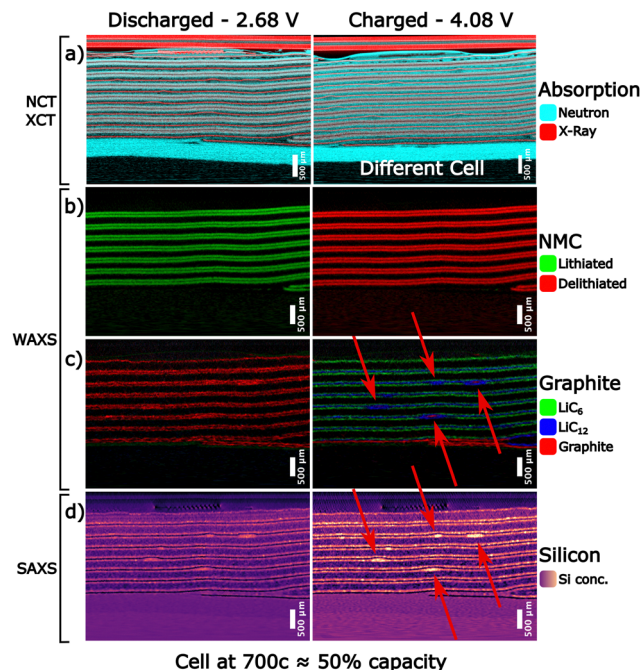 Discharged - 2.68 V
Charged - 4.08 V
a)
NCT
XCT
Absorption
Neutron
X-Ray
500 µm
Different Cell
500 µm
b)
NMC
Lithiated
Delithiated
500 µm
500 µm
WAXS
c)
Graphite
LiC₆
LiC₁₂
Graphite
500 µm
500 µm
d)
SAXS
Silicon
Si conc.
500 µm
500 µm
Cell at 700c ≈ 50% capacity